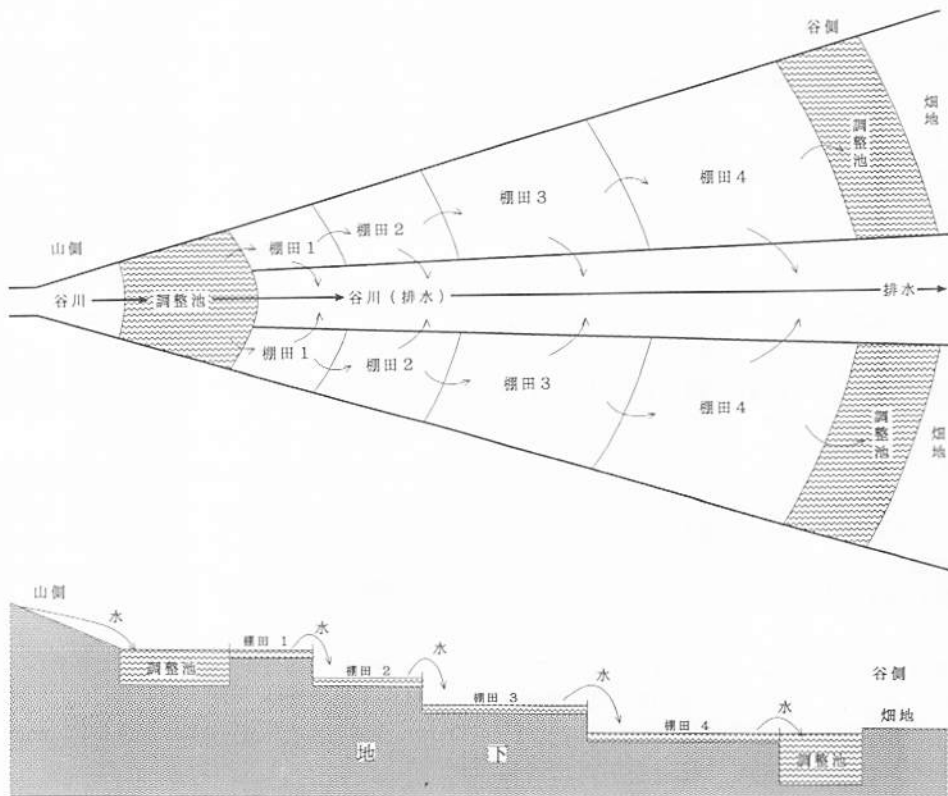 谷側
畑地
調整池
棚田4
棚田3
棚田2
棚田1
山側
谷川
調整池
谷川(排水)
排水
棚田1
棚田2
棚田3
棚田4
調整池
畑地
山側
水
調整池
棚田 1
水
棚田 2
水
棚田 3
水
棚田 4
水
調整池
谷側
畑地
地下